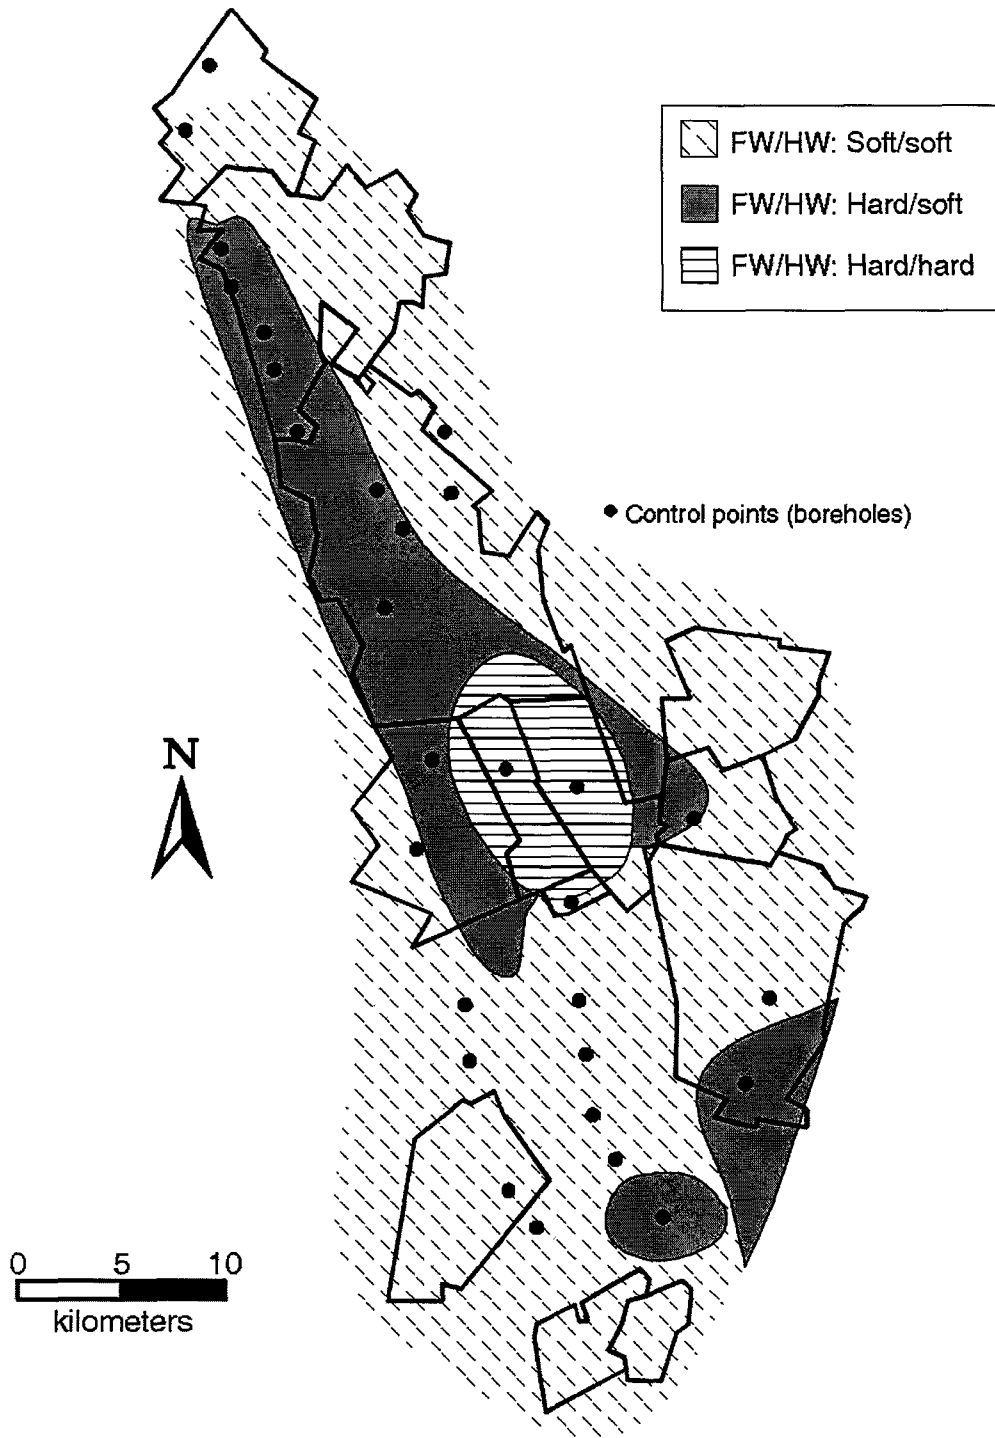 FW/HW: Soft/soft
FW/HW: Hard/soft
FW/HW: Hard/hard
Control points (boreholes)
N
0 5 10
kilometers